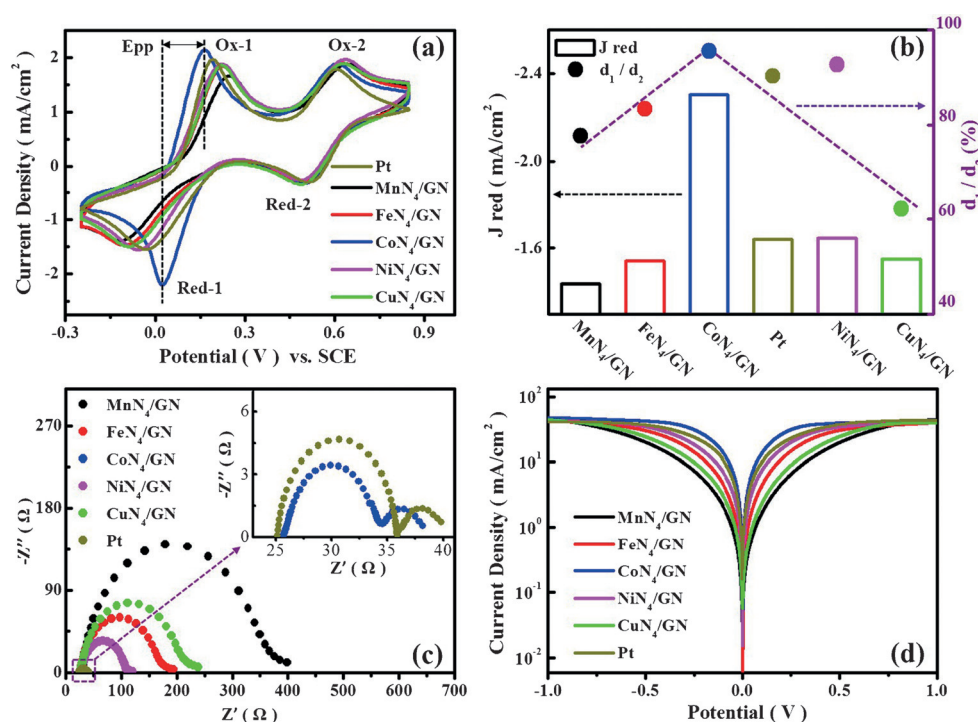 (a)
Epp
Ox-1
Ox-2
Red-1
Red-2
Pt
MnN₄/GN
FeN₄/GN
CoN₄/GN
NiN₄/GN
CuN₄/GN
Current Density ( mA/cm² )
2
1
0
-1
-2
-0.3
0.0
0.3
0.6
0.9
Potential ( V ) vs. SCE
(b)
J red
d₁ / d₂
J red ( mA/cm² )
-2.4
-2.0
-1.6
100
80
60
40
d₁ / d₂ (%)
MnN₄/GN
FeN₄/GN
CoN₄/GN
Pt
NiN₄/GN
CuN₄/GN
(c)
MnN₄/GN
FeN₄/GN
CoN₄/GN
NiN₄/GN
CuN₄/GN
Pt
-Z″ ( Ω )
270
180
90
0
0
100
200
300
400
500
600
700
Z′ ( Ω )
-Z″ ( Ω )
6
3
0
25
30
35
40
Z′ ( Ω )
(d)
Current Density ( mA/cm² )
10²
10¹
10⁰
10⁻¹
10⁻²
MnN₄/GN
FeN₄/GN
CoN₄/GN
NiN₄/GN
CuN₄/GN
Pt
-1.0
-0.5
0.0
0.5
1.0
Potential ( V )